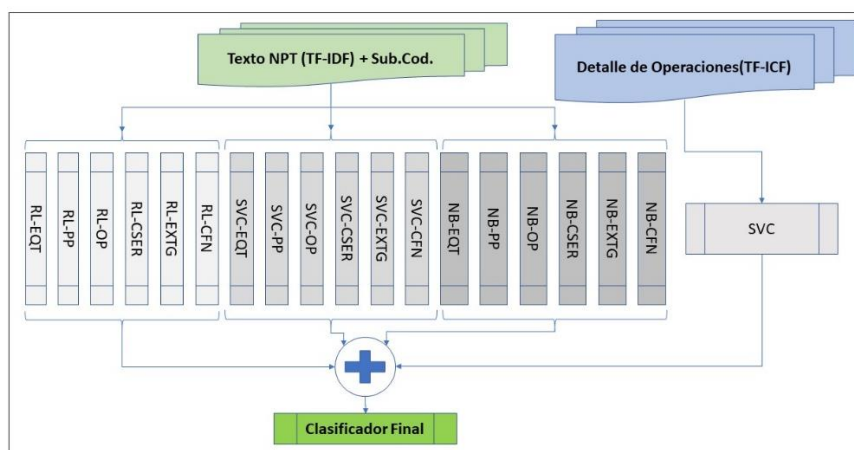 Texto NPT (TF-IDF) + Sub.Cod.
Detalle de Operaciones(TF-ICF)
RL-EQT
RL-PP
RL-OP
RL-CSER
RL-EXTG
RL-CFN
SVC-EQT
SVC-PP
SVC-OP
SVC-CSER
SVC-EXTG
SVC-CFN
NB-EQT
NB-PP
NB-OP
NB-CSER
NB-EXTG
NB-CFN
SVC
Clasificador Final